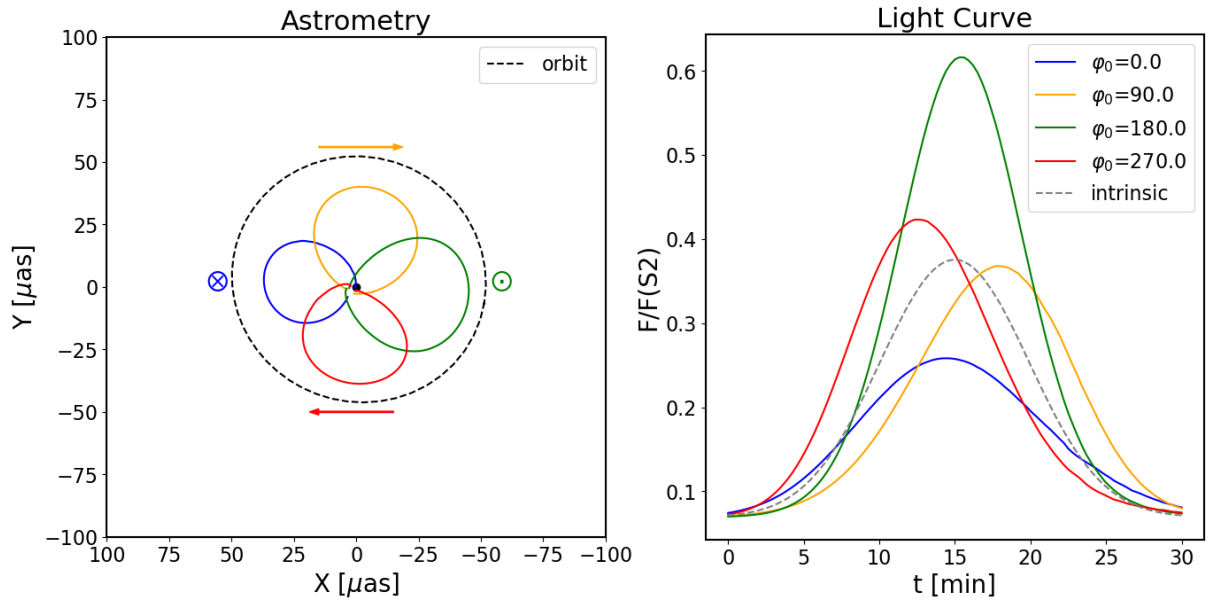 Astrometry
100
75
50
25
0
−25
−50
−75
−100
Y [μas]
100 75 50 25 0 −25 −50 −75 −100
X [μas]
orbit
Light Curve
0.6
0.5
0.4
0.3
0.2
0.1
F/F(S2)
0 5 10 15 20 25 30
t [min]
φ₀=0.0
φ₀=90.0
φ₀=180.0
φ₀=270.0
intrinsic